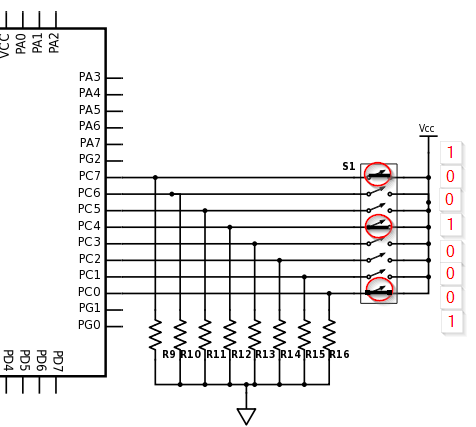 VCC
PA0
PA1
PA2
PA3
PA4
PA5
PA6
PA7
PG2
PC7
PC6
PC5
PC4
PC3
PC2
PC1
PC0
PG1
PG0
PD4
PD5
PD6
PD7
S1
Vcc
1
0
0
1
0
0
0
1
R9 R10 R11 R12 R13 R14 R15 R16